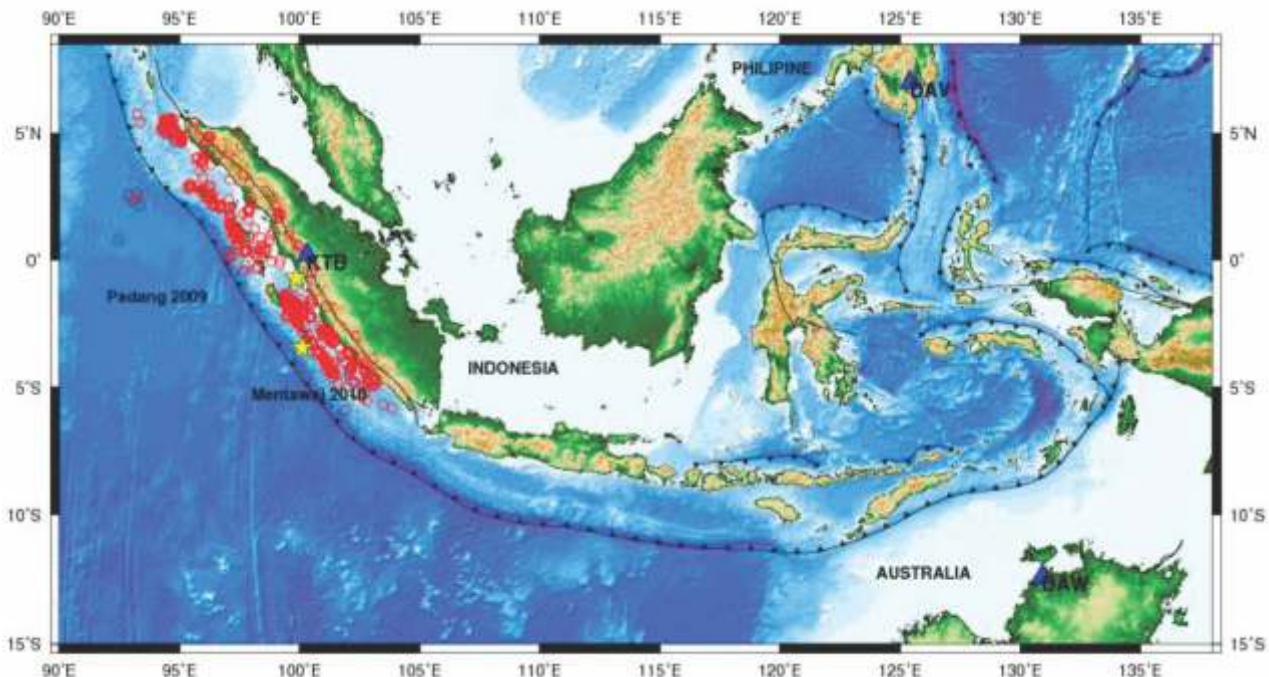 90°E 95°E 100°E 105°E 110°E 115°E 120°E 125°E 130°E 135°E
PHILIPINE
DAV
5°N 5°N
0° 0°
KTB
Padang 2009
INDONESIA
5°S 5°S
Mentawai 2010
10°S 10°S
AUSTRALIA
DAW
15°S 15°S
90°E 95°E 100°E 105°E 110°E 115°E 120°E 125°E 130°E 135°E